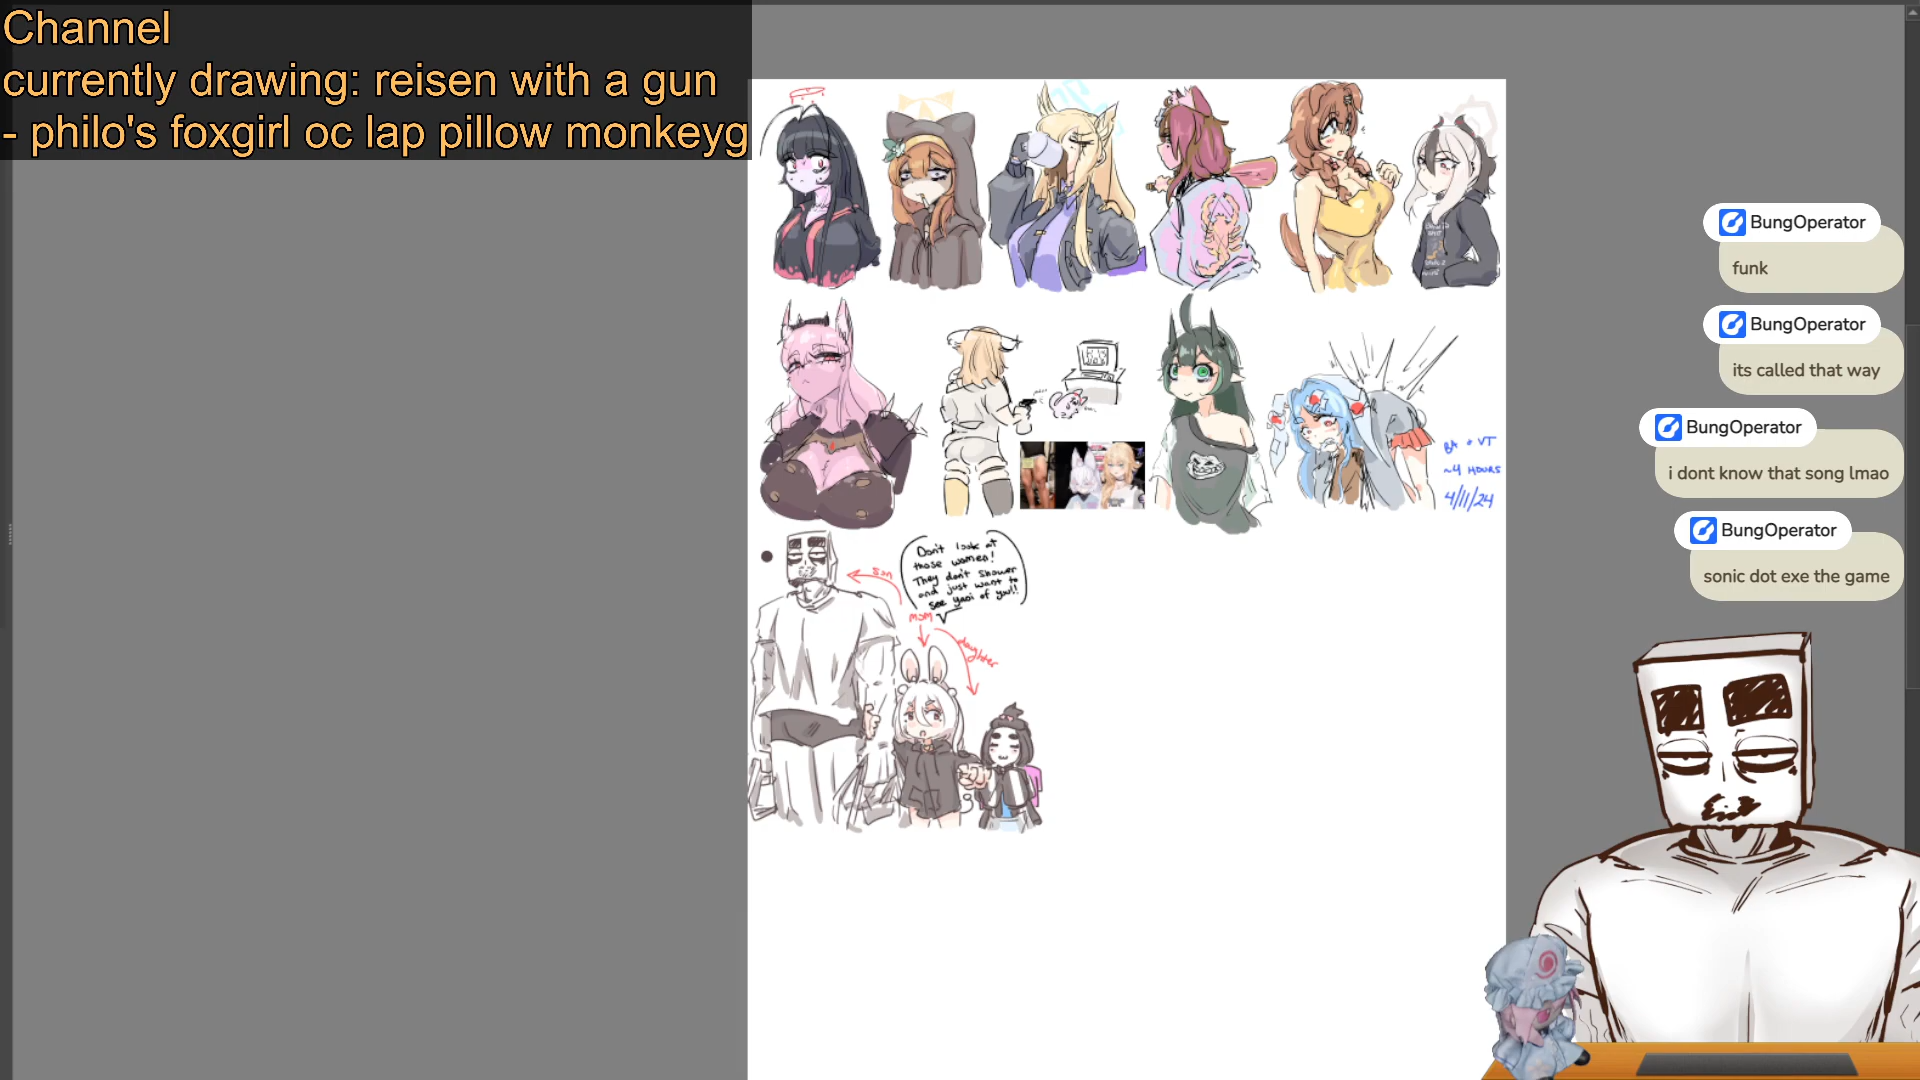 Channel
currently drawing: reisen with a gun
- philo's foxgirl oc lap pillow monkeyg
BungOperator
funk
BungOperator
its called that way
BungOperator
i dont know that song lmao
BungOperator
sonic dot exe the game
BA + VT
~4 HOURS
4/11/24
Don't look at
those women!
They don't shower
and just want to
see yaoi of you!!
son
mom
daughter